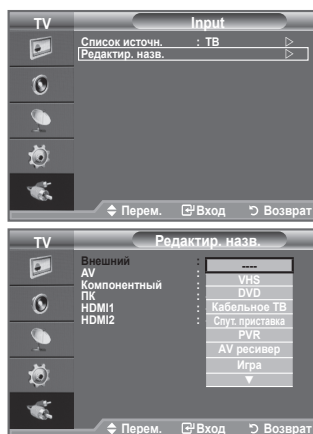 TV Input
Список источн. : ТВ
Редактир. назв.
Перем. Вход Возврат
TV Редактир. назв.
Внешний : ----
AV : VHS
Компонентный : DVD
ПК : Кабельное ТВ
HDMI1 : Спут. приставка
HDMI2 : PVR
AV ресивер
Игра
Перем. Вход Возврат